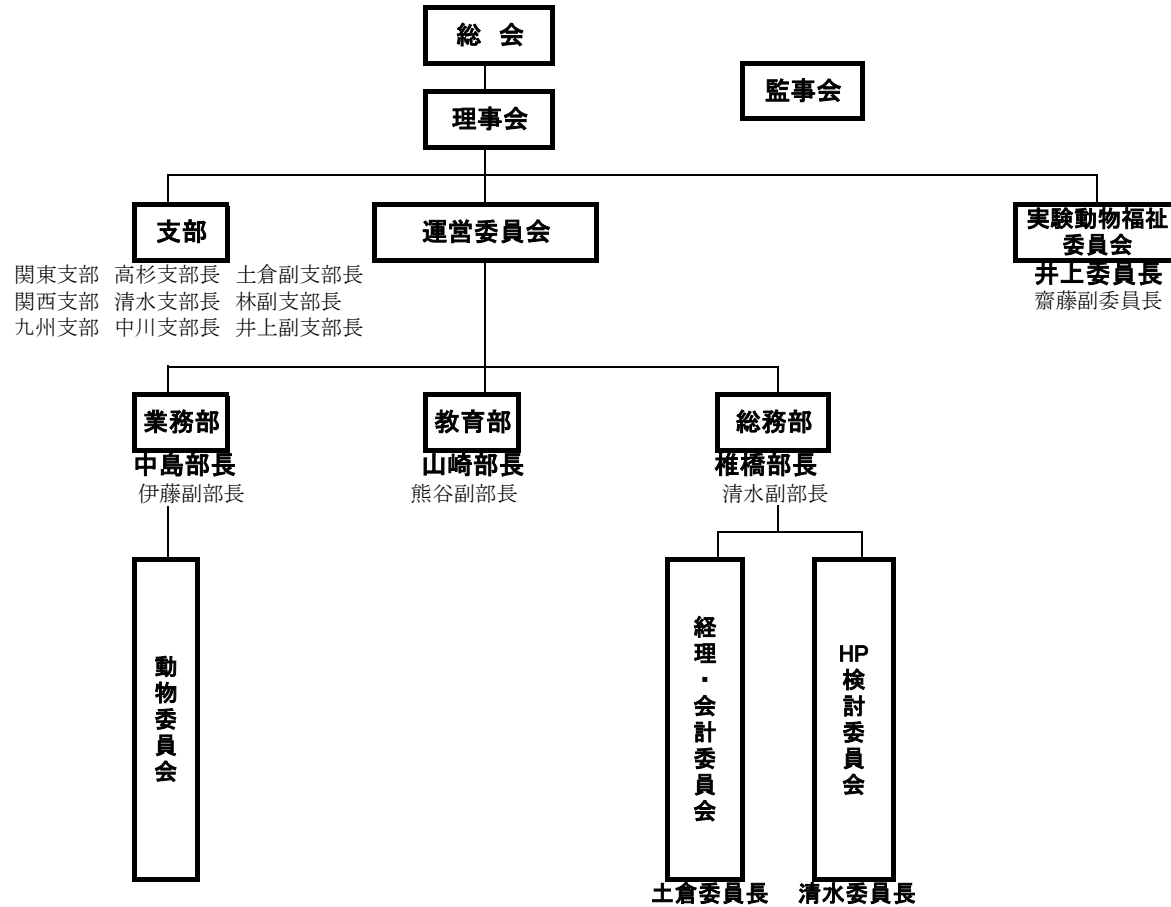 総 会
監事会
理事会
支部
運営委員会
実験動物福祉
委員会
関東支部 高杉支部長 土倉副支部長
関西支部 清水支部長 林副支部長
九州支部 中川支部長 井上副支部長
井上委員長
齋藤副委員長
業務部
教育部
総務部
中島部長
山崎部長
椎橋部長
伊藤副部長
熊谷副部長
清水副部長
動物委員会
経理・会計委員会
HP検討委員会
土倉委員長
清水委員長